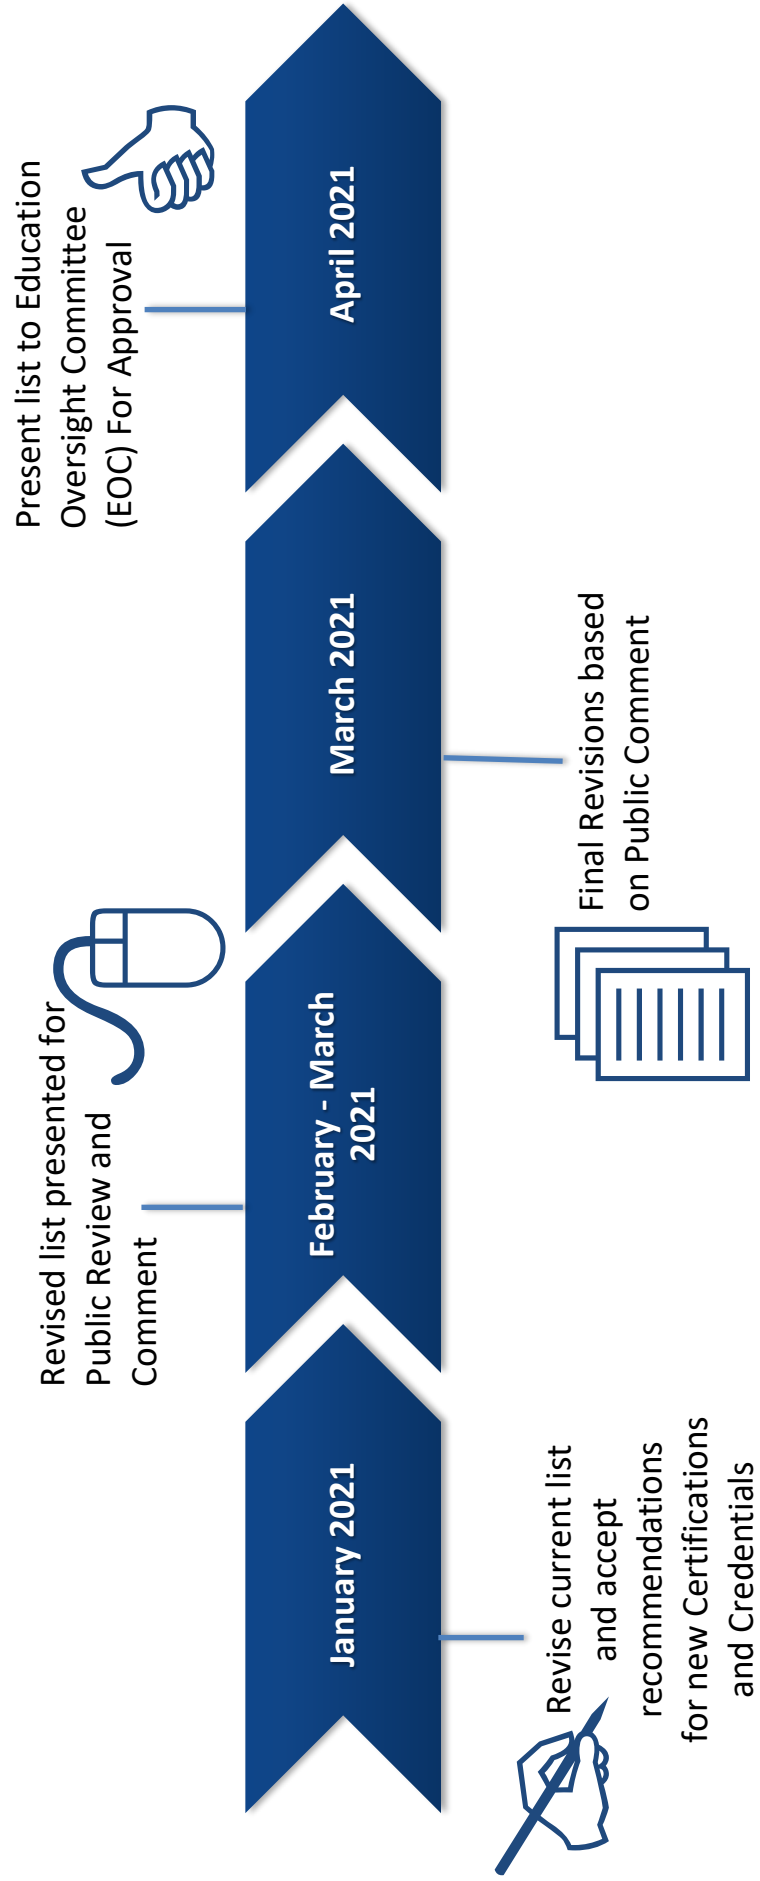 January 2021
Revise current list
and accept
recommendations
for new Certifications
and Credentials
Revised list presented for
Public Review and
Comment
February - March
2021
March 2021
Final Revisions based
on Public Comment
Present list to Education
Oversight Committee
(EOC) For Approval
April 2021